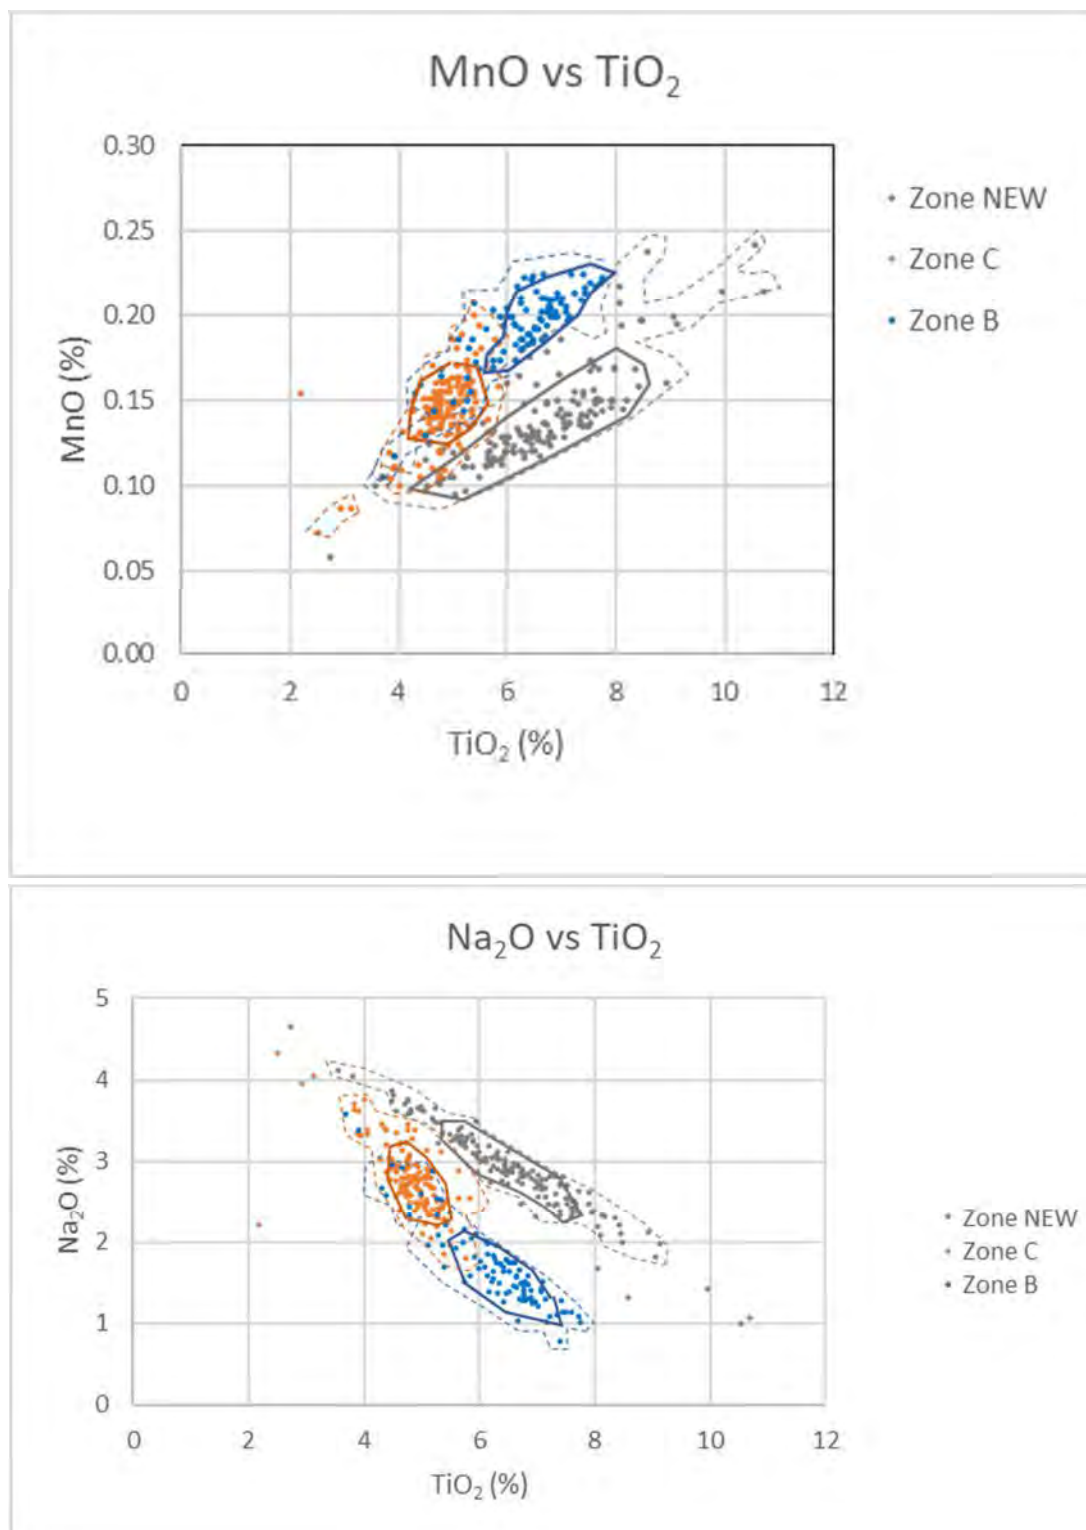 MnO vs TiO₂
0.30
0.25
0.20
0.15
0.10
0.05
0.00
MnO (%)
0 2 4 6 8 10 12
TiO₂ (%)
Zone NEW
Zone C
Zone B
Na₂O vs TiO₂
5
4
3
2
1
0
Na₂O (%)
0 2 4 6 8 10 12
TiO₂ (%)
Zone NEW
Zone C
Zone B